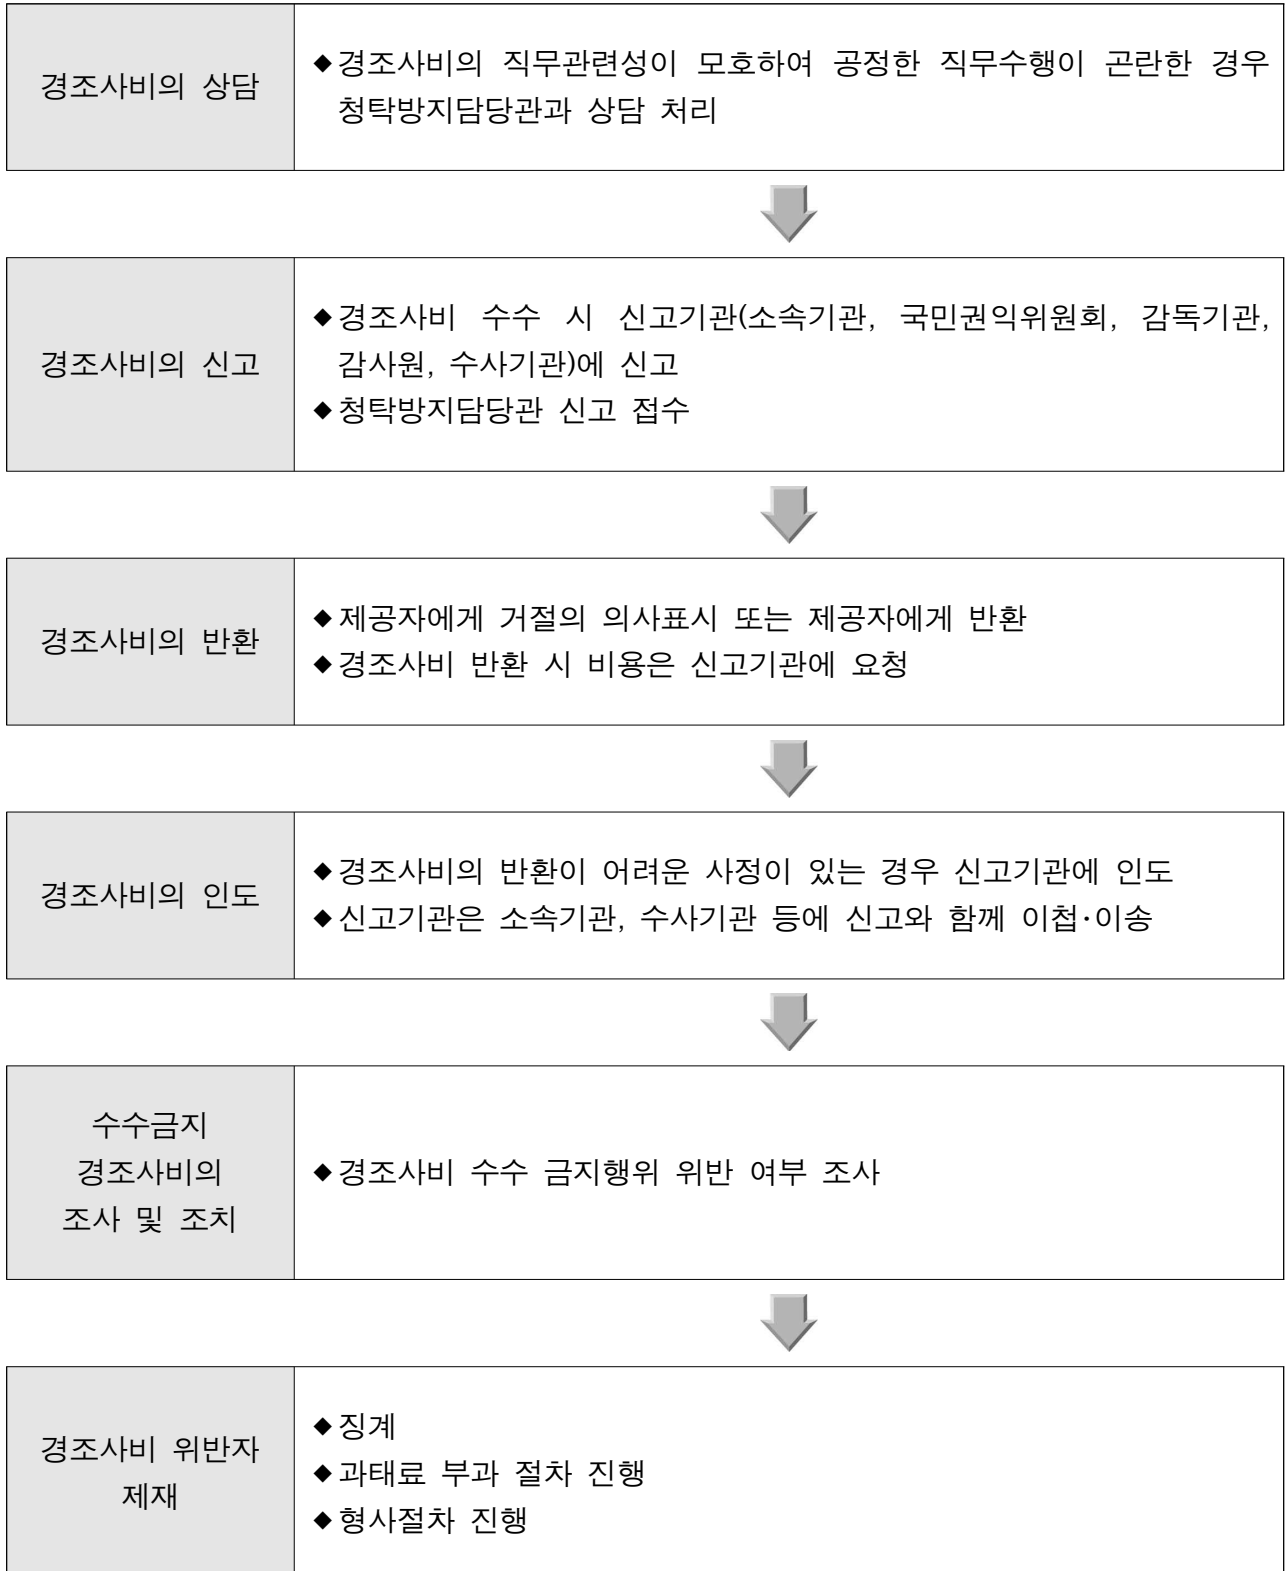 경조사비의 상담
◆경조사비의 직무관련성이 모호하여 공정한 직무수행이 곤란한 경우
청탁방지담당관과 상담 처리
경조사비의 신고
◆경조사비 수수 시 신고기관(소속기관, 국민권익위원회, 감독기관,
감사원, 수사기관)에 신고
◆청탁방지담당관 신고 접수
경조사비의 반환
◆제공자에게 거절의 의사표시 또는 제공자에게 반환
◆경조사비 반환 시 비용은 신고기관에 요청
경조사비의 인도
◆경조사비의 반환이 어려운 사정이 있는 경우 신고기관에 인도
◆신고기관은 소속기관, 수사기관 등에 신고와 함께 이첩·이송
수수금지
경조사비의
조사 및 조치
◆경조사비 수수 금지행위 위반 여부 조사
경조사비 위반자
제재
◆징계
◆과태료 부과 절차 진행
◆형사절차 진행